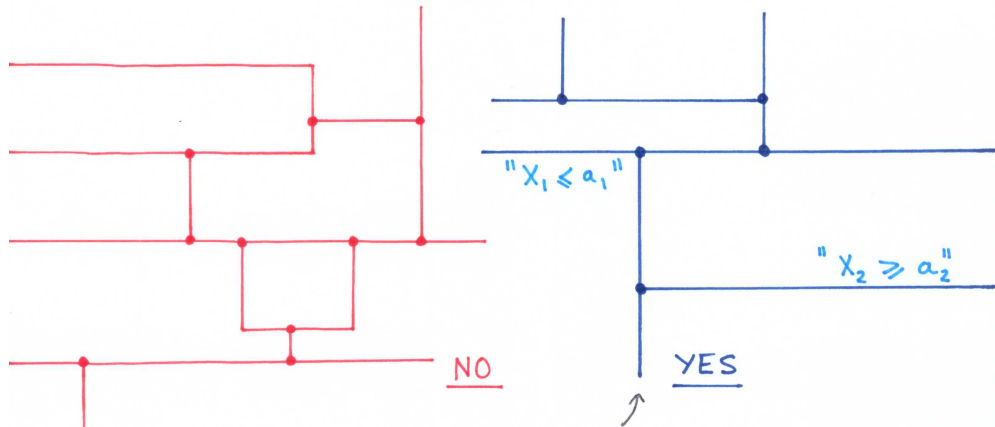 "X₁ ⩽ a₁"
"X₂ ⩾ a₂"
NO
YES